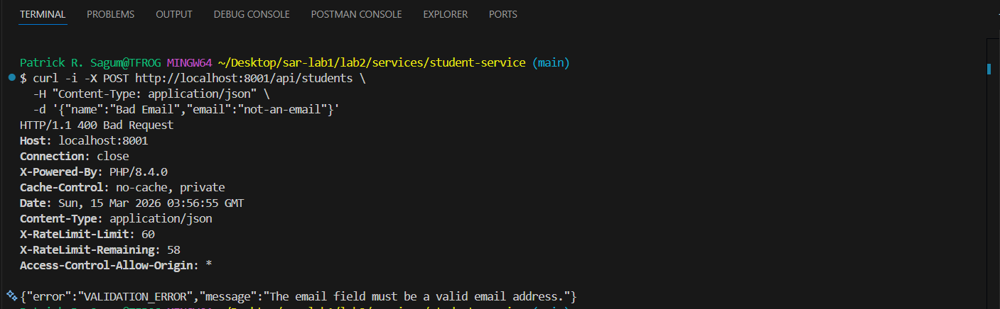 TERMINAL PROBLEMS OUTPUT DEBUG CONSOLE POSTMAN CONSOLE EXPLORER PORTS
Patrick R. Sagum@TFROG MINGW64 ~/Desktop/sar-lab1/lab2/services/student-service (main)
$ curl -i -X POST http://localhost:8001/api/students \
-H "Content-Type: application/json" \
-d '{"name":"Bad Email","email":"not-an-email"}'
HTTP/1.1 400 Bad Request
Host: localhost:8001
Connection: close
X-Powered-By: PHP/8.4.0
Cache-Control: no-cache, private
Date: Sun, 15 Mar 2026 03:56:55 GMT
Content-Type: application/json
X-RateLimit-Limit: 60
X-RateLimit-Remaining: 58
Access-Control-Allow-Origin: *
{"error":"VALIDATION_ERROR","message":"The email field must be a valid email address."}